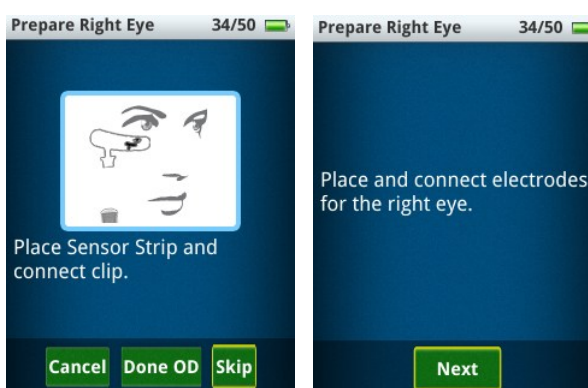 Prepare Right Eye 34/50
Place Sensor Strip and
connect clip.
Cancel Done OD Skip
Prepare Right Eye 34/50
Place and connect electrodes
for the right eye.
Next